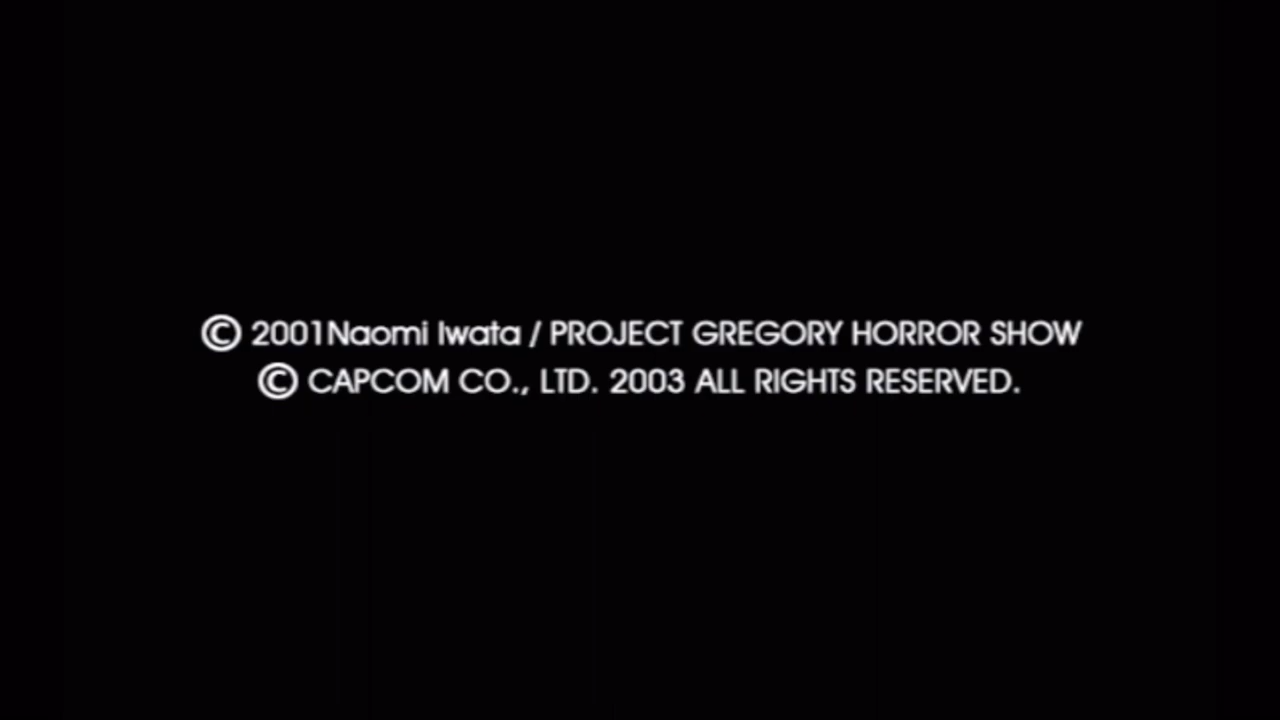 © 2001Naomi Iwata / PROJECT GREGORY HORROR SHOW
© CAPCOM CO., LTD. 2003 ALL RIGHTS RESERVED.